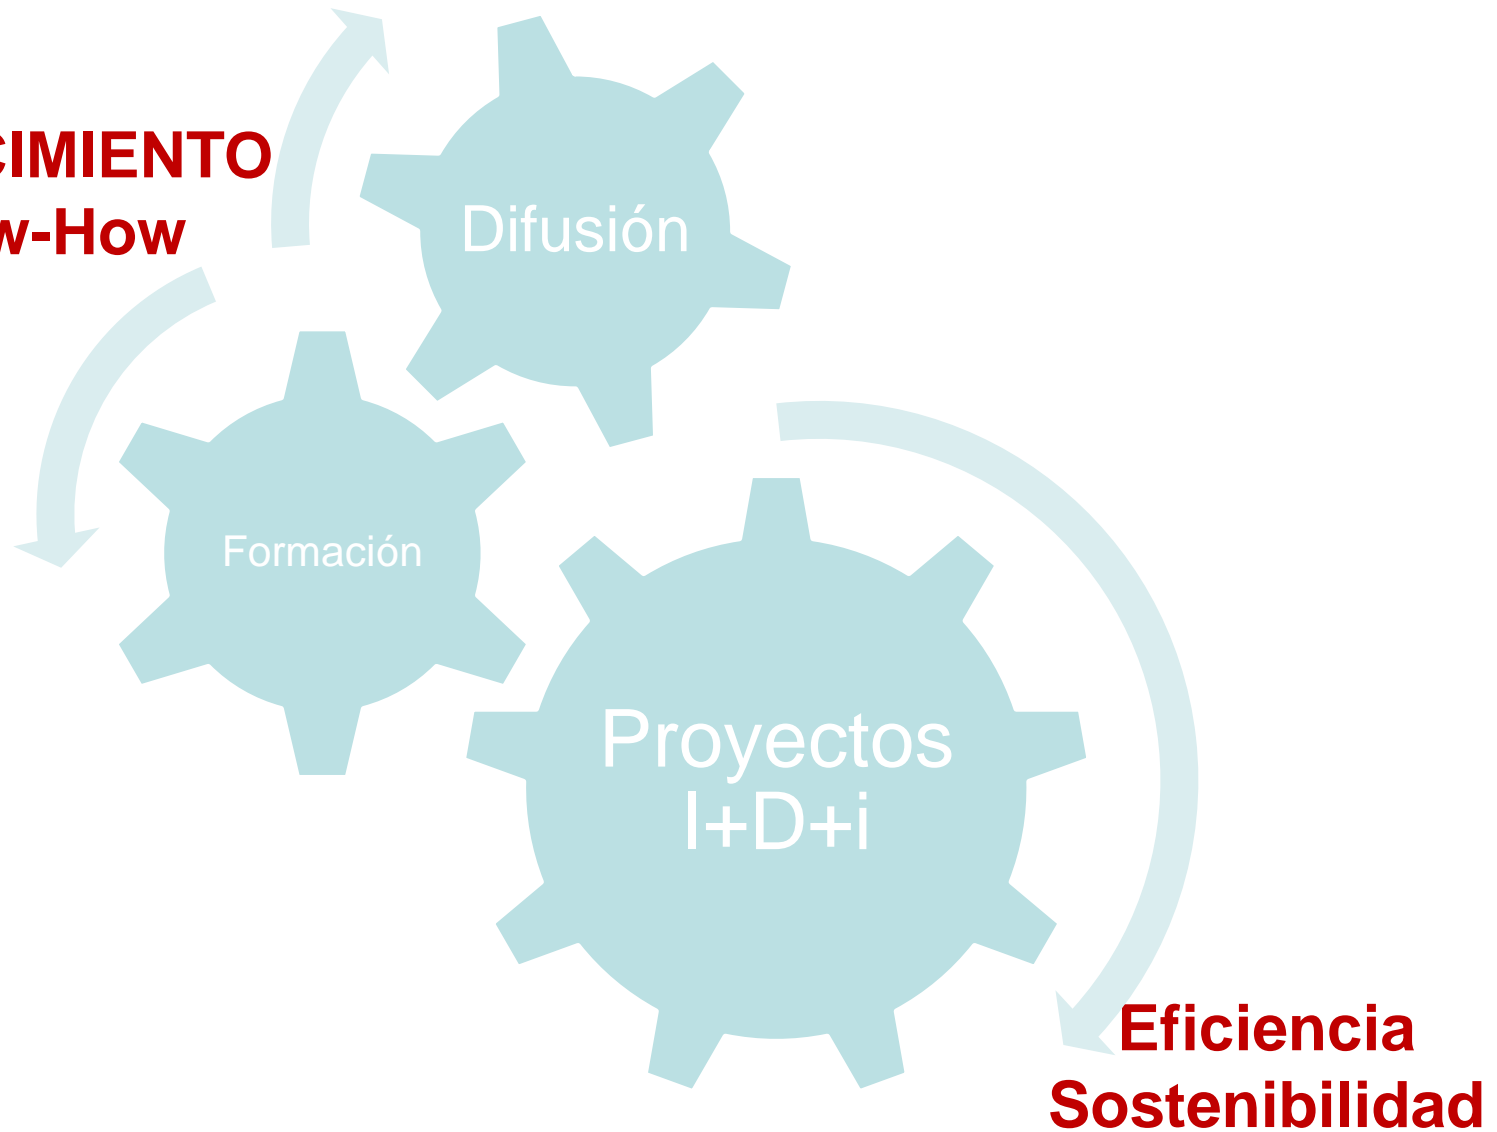 CIMIENTO
w-How
Difusión
Formación
Proyectos
I+D+i
Eficiencia
Sostenibilidad